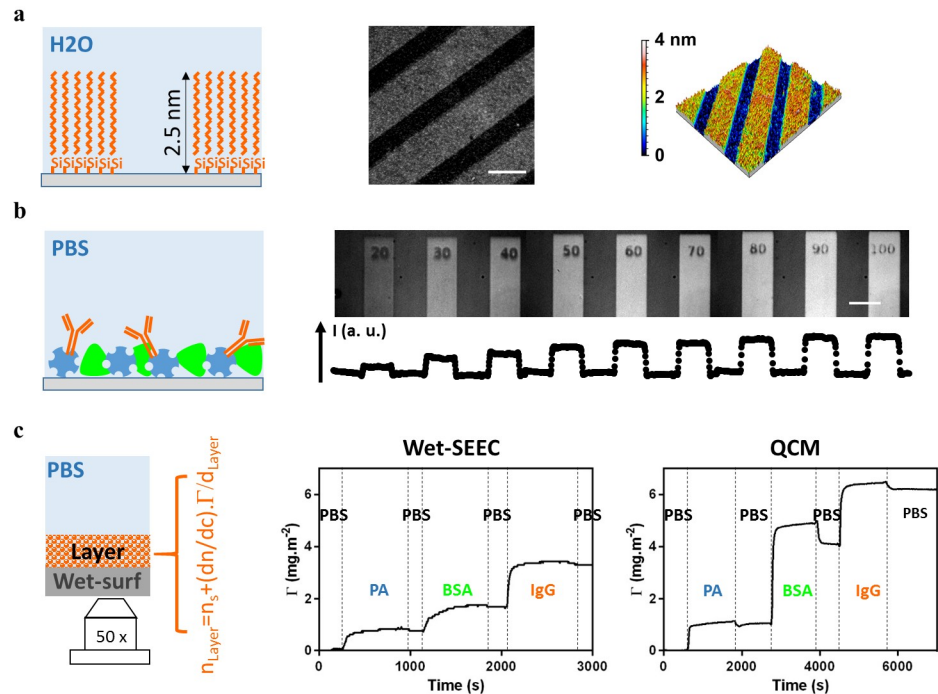 a
H2O
2.5 nm
SiSiSiSiSiSi
SiSiSiSiSiSi
4 nm
2
0
b
PBS
20 30 40 50 60 70 80 90 100
I (a. u.)
c
PBS
Layer
Wet-surf
50 x
n_Layer=n_s+(dn/dc).Γ/d_Layer
Wet-SEEC
Γ (mg.m⁻²)
6
4
2
0
PBS PBS PBS PBS
PA BSA IgG
0 1000 2000 3000
Time (s)
QCM
Γ (mg.m⁻²)
6
4
2
0
PBS PBS PBS PBS
PA BSA IgG
0 2000 4000 6000
Time (s)